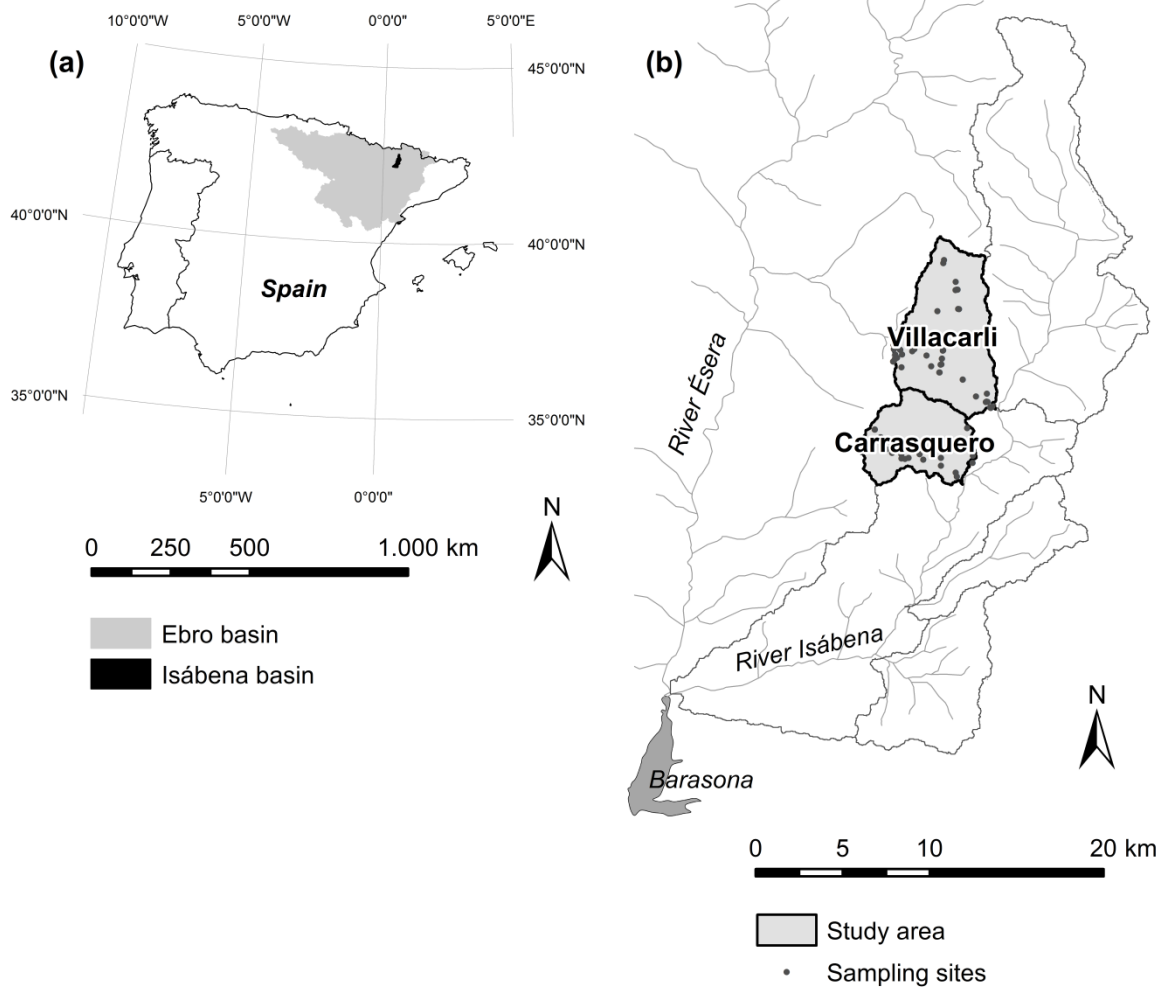 (a)
10°0'0"W
5°0'0"W
0°0'0"
5°0'0"E
45°0'0"N
40°0'0"N
40°0'0"N
35°0'0"N
35°0'0"N
Spain
5°0'0"W
0°0'0"
N
0 250 500 1.000 km
Ebro basin
Isábena basin
(b)
River Ésera
Villacarli
Carrasquero
River Isábena
Barasona
N
0 5 10 20 km
Study area
Sampling sites